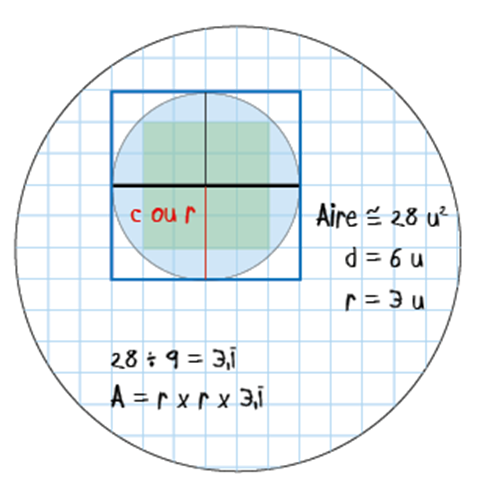 c ou r
Aire ≅ 28 u²
d = 6 u
r = 3 u
28 ÷ 9 = 3,1̅
A = r x r x 3,1̅